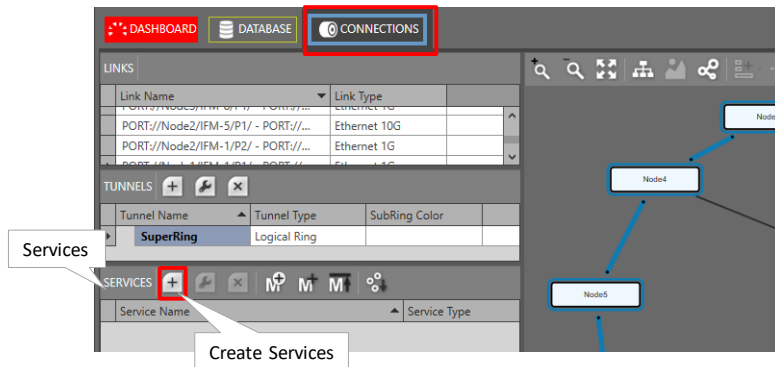 DASHBOARD DATABASE CONNECTIONS
LINKS
Link Name Link Type
PORT://Node2/IFM-5/P1/ - PORT://... Ethernet 10G
PORT://Node2/IFM-1/P2/ - PORT://... Ethernet 1G
Node
Node4
TUNNELS
Tunnel Name Tunnel Type SubRing Color
SuperRing Logical Ring
Services
SERVICES
Node5
Service Name Service Type
Create Services